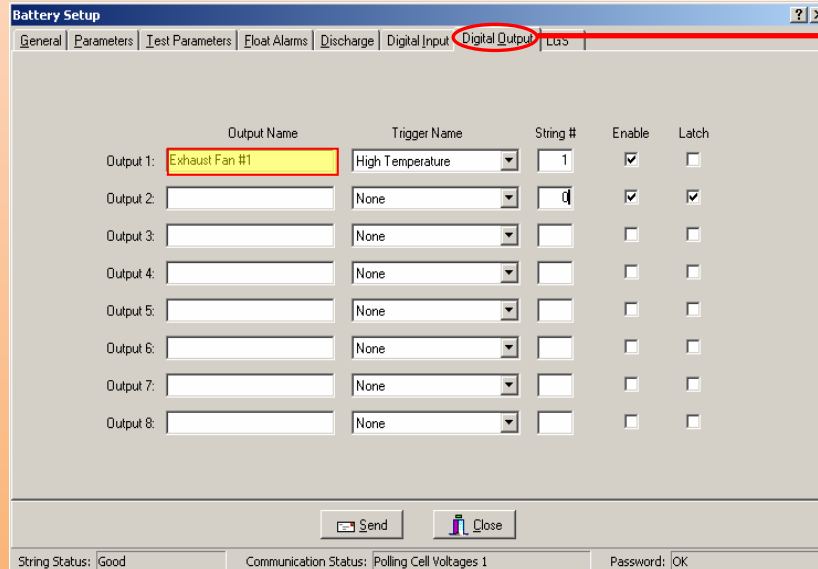 Battery Setup
General Parameters Test Parameters Float Alarms Discharge Digital Input Digital Output LGS
Output Name Trigger Name String # Enable Latch
Output 1: Exhaust Fan #1 High Temperature 1
Output 2: None 0
Output 3: None
Output 4: None
Output 5: None
Output 6: None
Output 7: None
Output 8: None
Send Close
String Status: Good Communication Status: Polling Cell Voltages 1 Password: OK